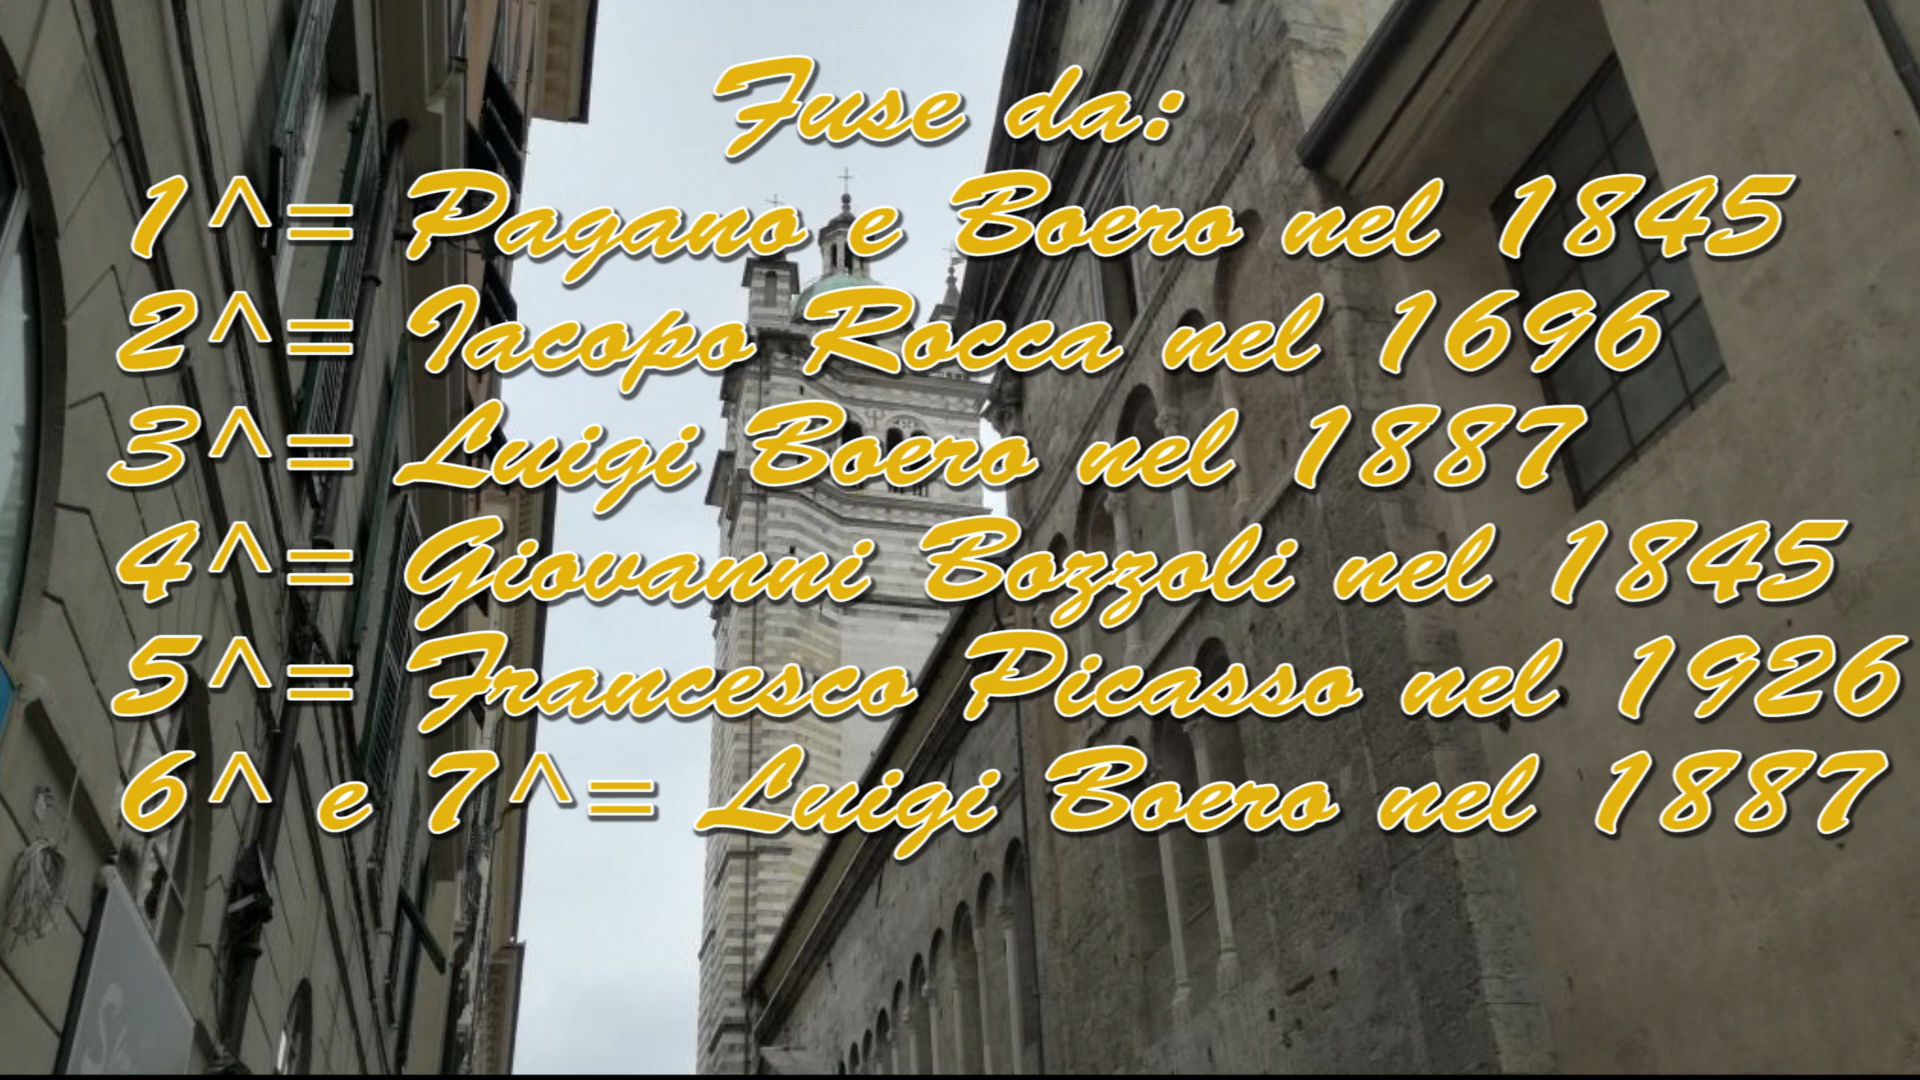 Fuse da:
1^= Pagano e Boero nel 1845
2^= Iacopo Rocca nel 1696
3^= Luigi Boero nel 1887
4^= Giovanni Bozzoli nel 1845
5^= Francesco Picasso nel 1926
6^ e 7^= Luigi Boero nel 1887